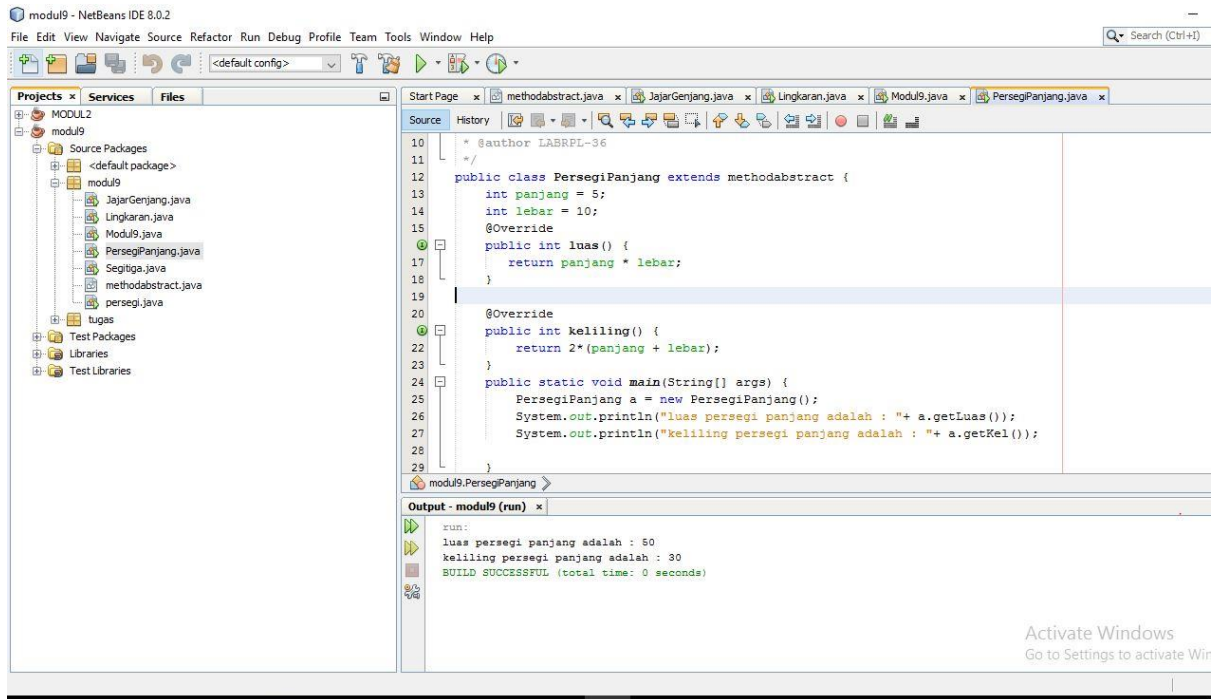 modul9 - NetBeans IDE 8.0.2
File Edit View Navigate Source Refactor Run Debug Profile Team Tools Window Help
Search (Ctrl+I)
<default config>
Projects Services Files
MODUL2
modul9
Source Packages
<default package>
modul9
JajarGenjang.java
Lingkaran.java
Modul9.java
PersegiPanjang.java
Segitiga.java
methodabstract.java
persegi.java
tugas
Test Packages
Libraries
Test Libraries
Start Page methodabstract.java JajarGenjang.java Lingkaran.java Modul9.java PersegiPanjang.java
Source History
10 * @author LABRPL-36
11 */
12 public class PersegiPanjang extends methodabstract {
13 int panjang = 5;
14 int lebar = 10;
15 @Override
public int luas() {
17 return panjang * lebar;
18 }
19
20 @Override
public int keliling() {
22 return 2*(panjang + lebar);
23 }
24 public static void main(String[] args) {
25 PersegiPanjang a = new PersegiPanjang();
26 System.out.println("luas persegi panjang adalah : "+ a.getLuas());
27 System.out.println("keliling persegi panjang adalah : "+ a.getKel());
28
29 }
modul9.PersegiPanjang
Output - modul9 (run)
run:
luas persegi panjang adalah : 50
keliling persegi panjang adalah : 30
BUILD SUCCESSFUL (total time: 0 seconds)
Activate Windows
Go to Settings to activate Win